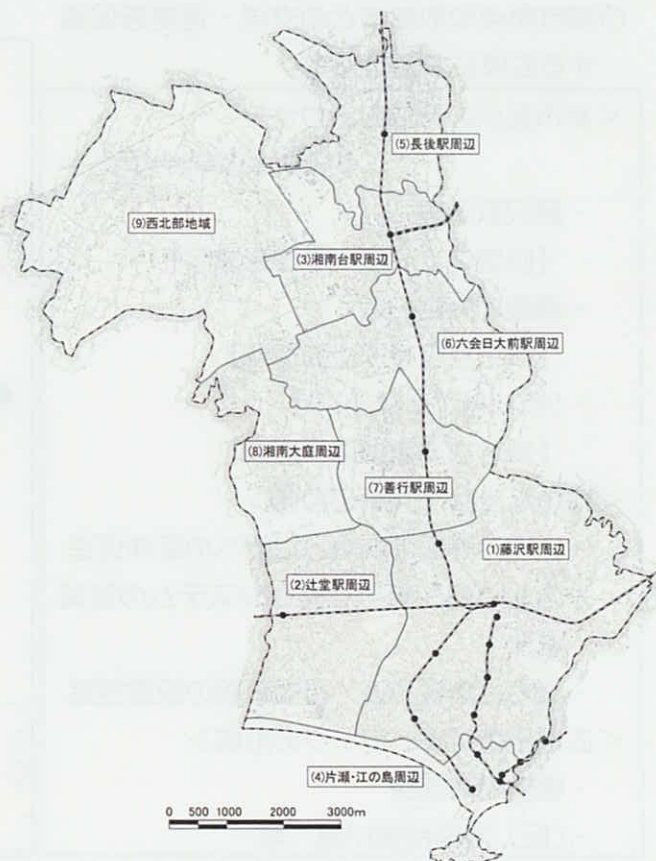 (5)長後駅周辺
(9)西北部地域
(3)湘南台駅周辺
(6)六会日大前駅周辺
(8)湘南大庭周辺
(7)善行駅周辺
(1)藤沢駅周辺
(2)辻堂駅周辺
(4)片瀬・江の島周辺
0 500 1000 2000 3000m